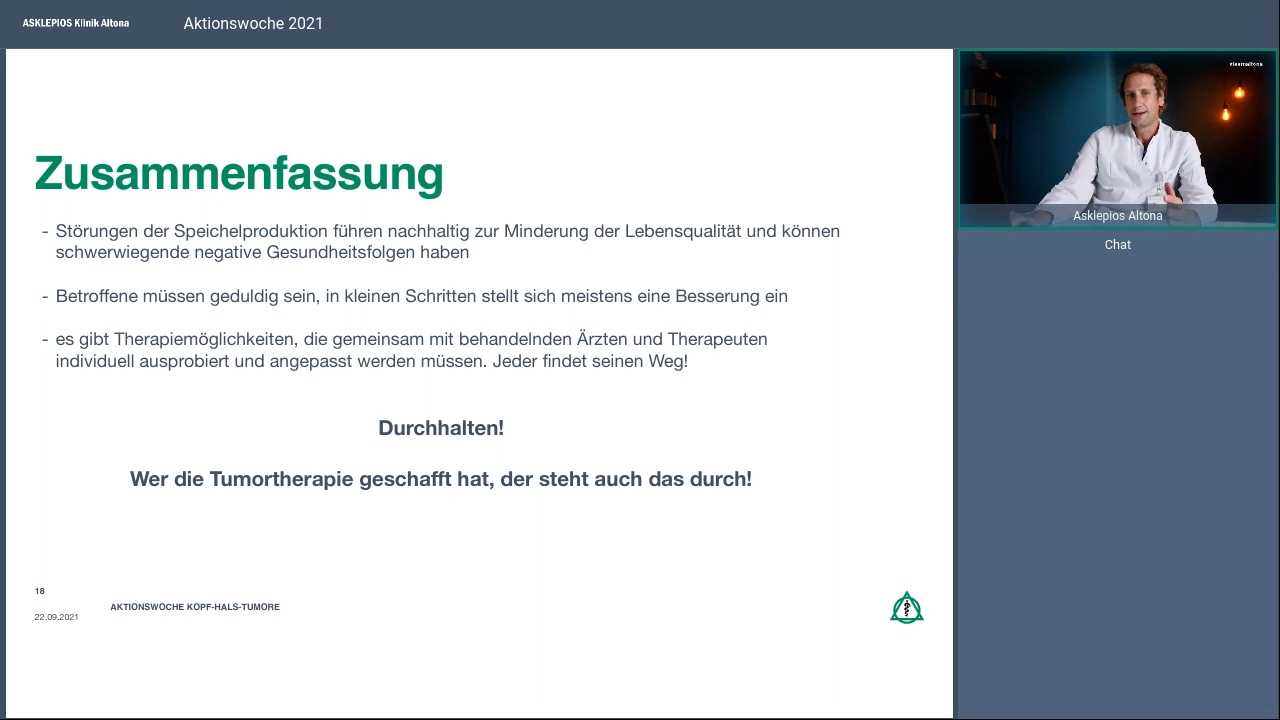 ASKLEPIOS Klinik Altona
Aktionswoche 2021
Zusammenfassung
- Störungen der Speichelproduktion führen nachhaltig zur Minderung der Lebensqualität und können
schwerwiegende negative Gesundheitsfolgen haben
- Betroffene müssen geduldig sein, in kleinen Schritten stellt sich meistens eine Besserung ein
- es gibt Therapiemöglichkeiten, die gemeinsam mit behandelnden Ärzten und Therapeuten
individuell ausprobiert und angepasst werden müssen. Jeder findet seinen Weg!
Durchhalten!
Wer die Tumortherapie geschafft hat, der steht auch das durch!
18
AKTIONSWOCHE KOPF-HALS-TUMORE
22.09.2021
#teamaltona
Asklepios Altona
Chat